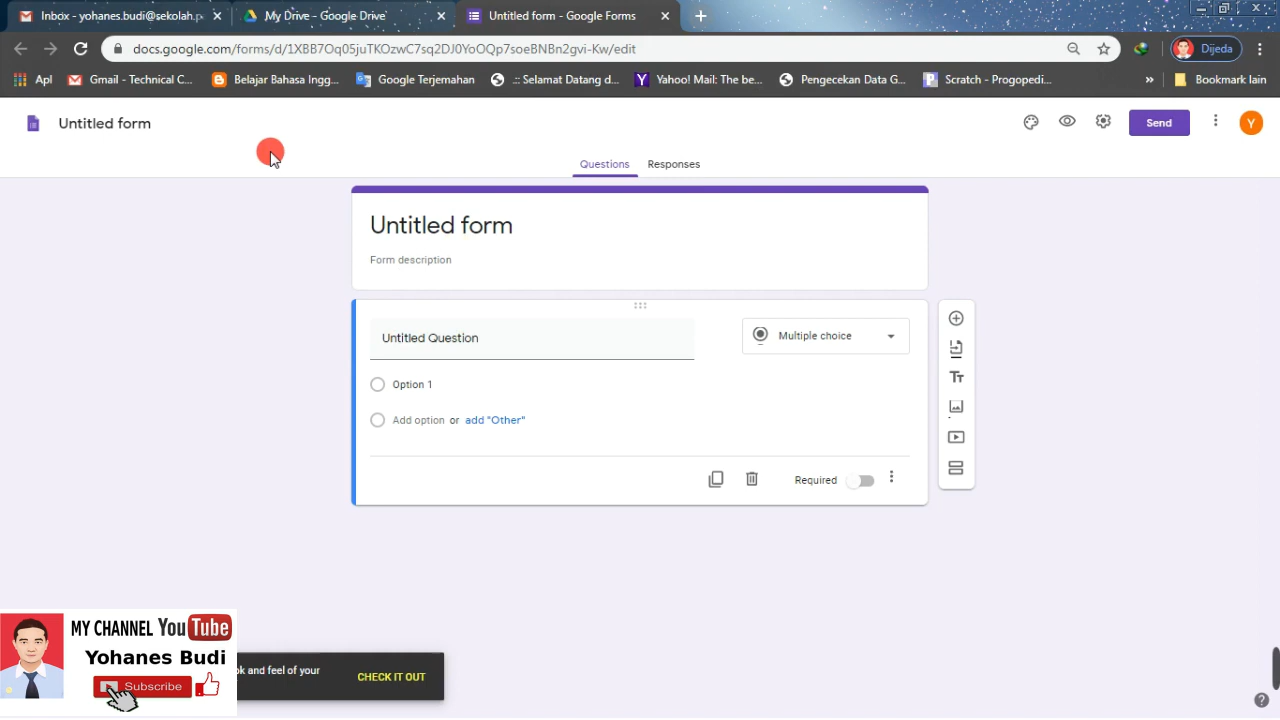 Inbox - yohanes.budi@sekolah.p
My Drive - Google Drive
Untitled form - Google Forms
docs.google.com/forms/d/1XBB7Oq05juTKOzwC7sq2DJ0YoOQp7soeBNBn2gvi-Kw/edit
Dijeda
Apl
Gmail - Technical C...
Belajar Bahasa Ingg...
Google Terjemahan
.:: Selamat Datang d...
Yahoo! Mail: The be...
Pengecekan Data G...
Scratch - Progopedi...
»
Bookmark lain
Untitled form
Send
Y
Questions
Responses
Untitled form
Form description
Untitled Question
Multiple choice
Option 1
Add option or add "Other"
Required
MY CHANNEL YouTube
Yohanes Budi
Subscribe
ok and feel of your
CHECK IT OUT